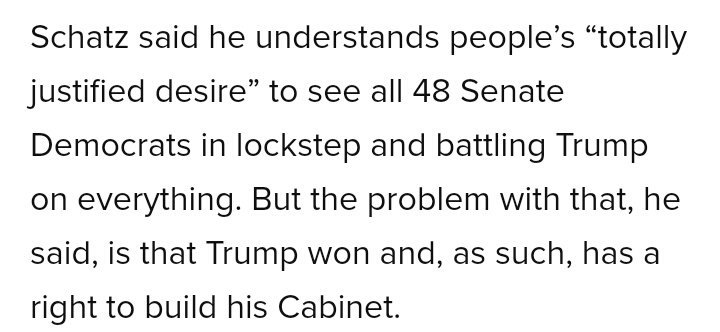 Schatz said he understands people’s “totally
justified desire” to see all 48 Senate
Democrats in lockstep and battling Trump
on everything. But the problem with that, he
said, is that Trump won and, as such, has a
right to build his Cabinet.